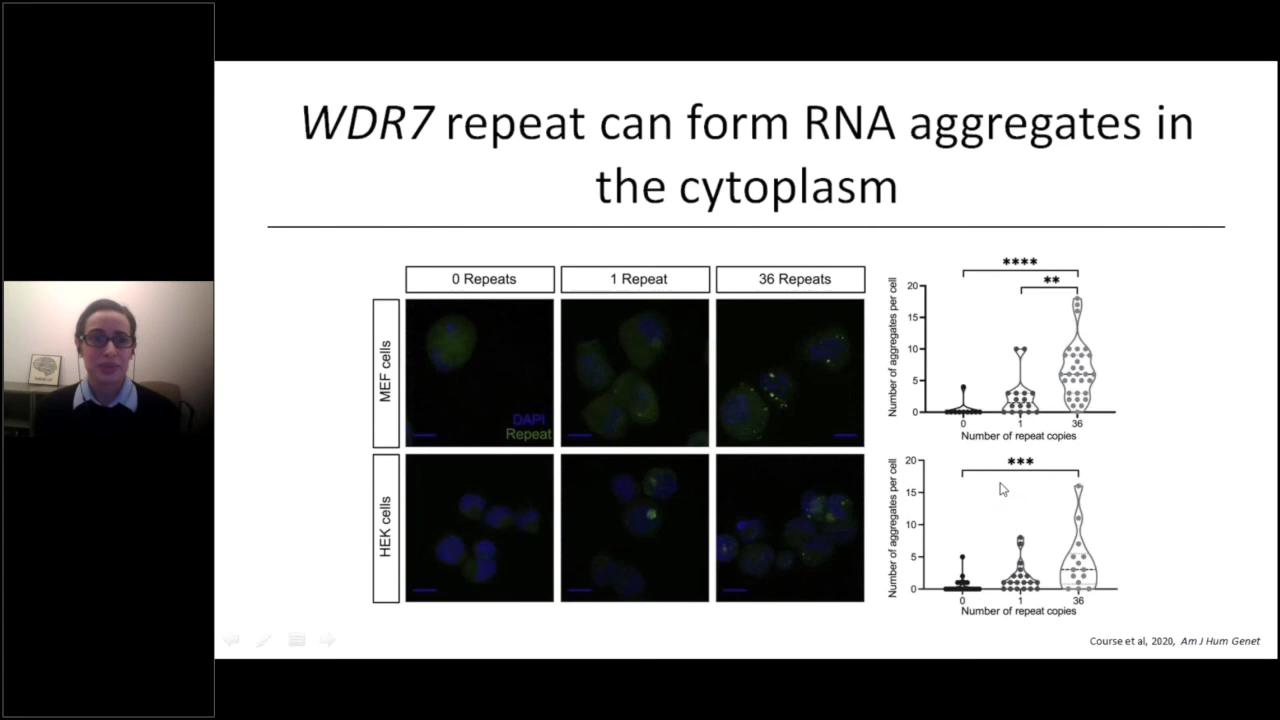 WDR7 repeat can form RNA aggregates in
the cytoplasm
0 Repeats
1 Repeat
36 Repeats
MEF cells
DAPI
Repeat
HEK cells
****
**
Number of aggregates per cell
20
15
10
5
0
0
1
36
Number of repeat copies
***
Number of aggregates per cell
20
15
10
5
0
0
1
36
Number of repeat copies
Course et al, 2020, Am J Hum Genet